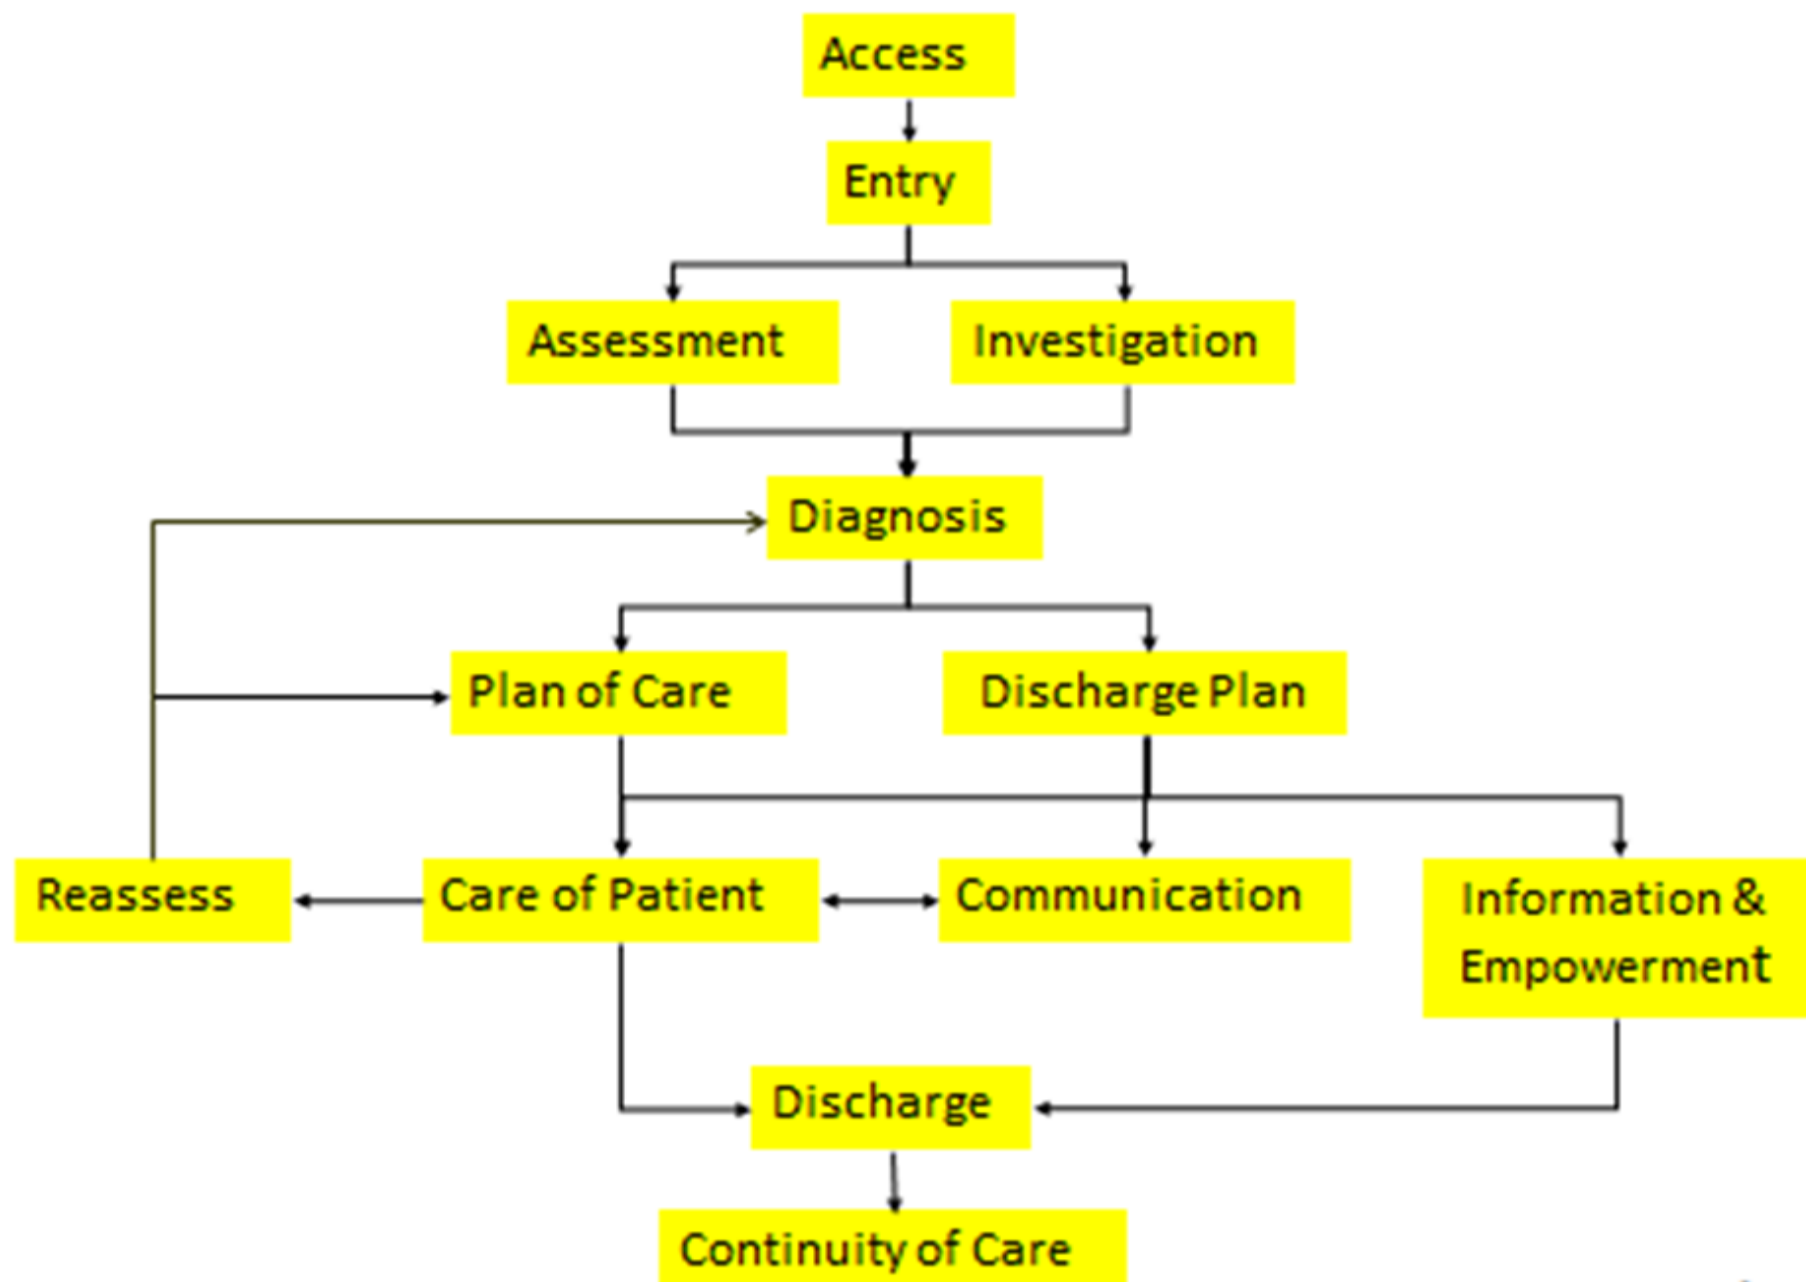 Access
Entry
Assessment
Investigation
Diagnosis
Plan of Care
Discharge Plan
Reassess
Care of Patient
Communication
Information &
Empowerment
Discharge
Continuity of Care